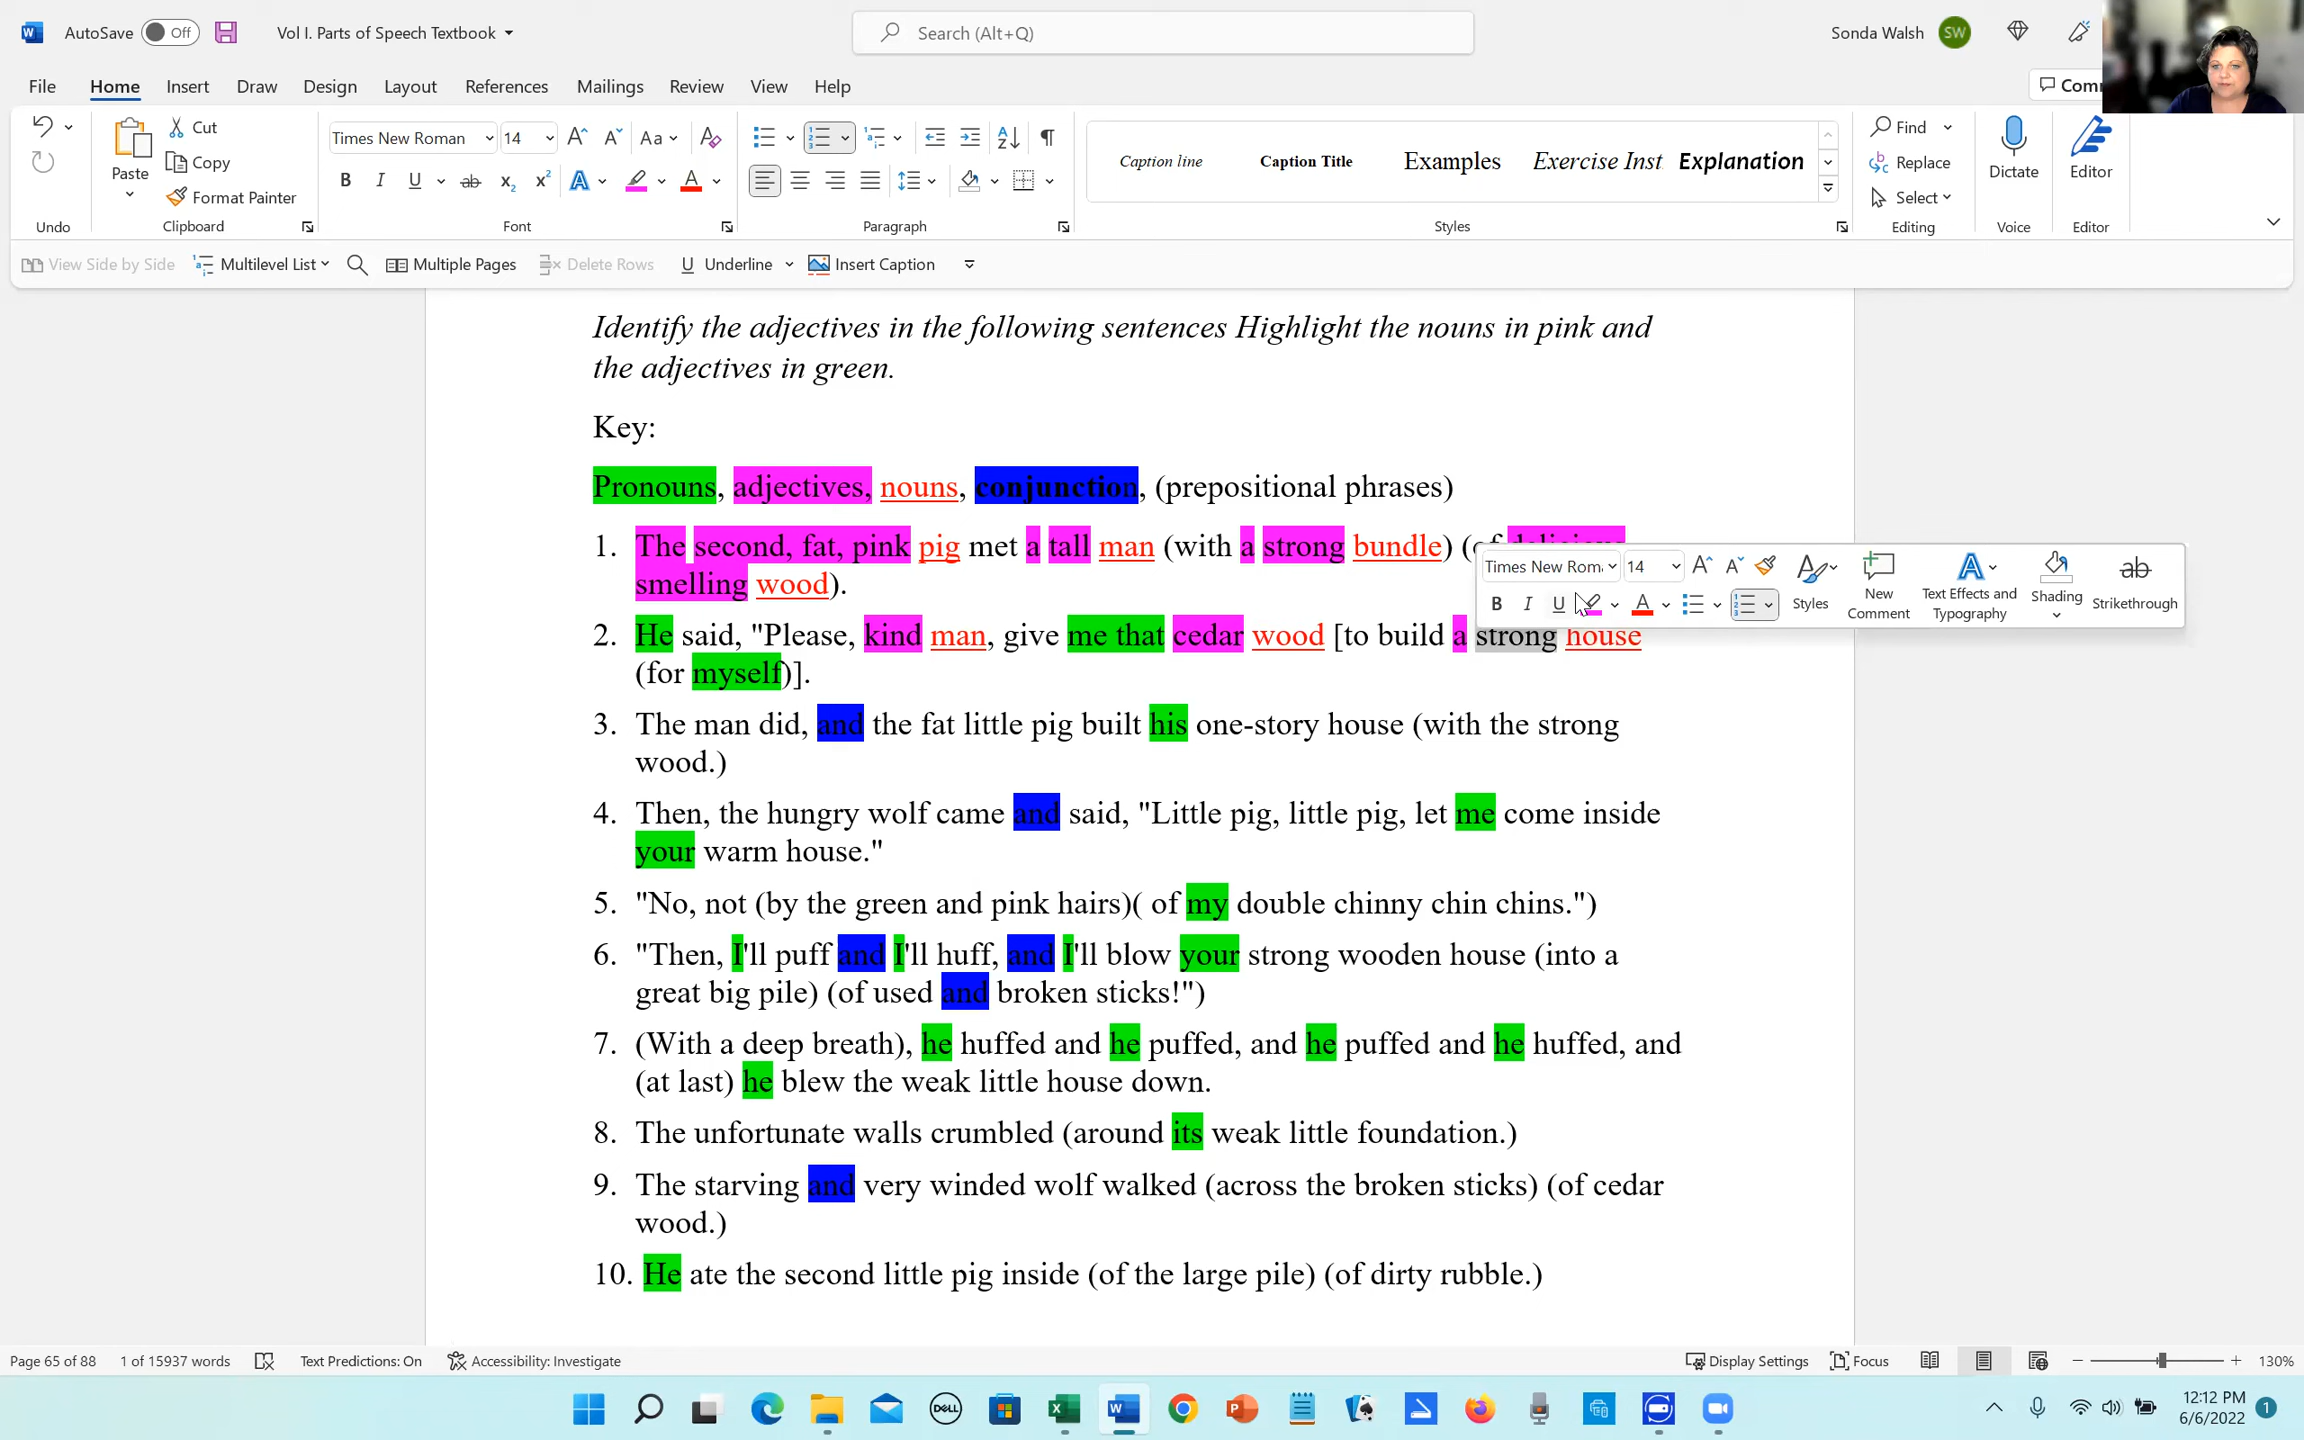 AutoSave Off Vol I. Parts of Speech Textbook Search (Alt+Q) Sonda Walsh SW
File Home Insert Draw Design Layout References Mailings Review View Help
Paste Cut Copy Format Painter
Times New Roman 14 Aa
Caption line Caption Title Examples Exercise Inst Explanation
Find Replace Select Dictate Editor
Undo Clipboard Font Paragraph Styles Editing Voice Editor
View Side by Side Multilevel List Multiple Pages Delete Rows U Underline Insert Caption
Identify the adjectives in the following sentences Highlight the nouns in pink and
the adjectives in green.
Key:
Pronouns, adjectives, nouns, conjunction, (prepositional phrases)
1. The second, fat, pink pig met a tall man (with a strong bundle) (of
smelling wood).
Times New Rom 14 Styles New Comment Text Effects and Typography Shading Strikethrough
2. He said, "Please, kind man, give me that cedar wood [to build a strong house
(for myself)].
3. The man did, and the fat little pig built his one-story house (with the strong
wood.)
4. Then, the hungry wolf came and said, "Little pig, little pig, let me come inside
your warm house."
5. "No, not (by the green and pink hairs)( of my double chinny chin chins.")
6. "Then, I'll puff and I'll huff, and I'll blow your strong wooden house (into a
great big pile) (of used and broken sticks!")
7. (With a deep breath), he huffed and he puffed, and he puffed and he huffed, and
(at last) he blew the weak little house down.
8. The unfortunate walls crumbled (around its weak little foundation.)
9. The starving and very winded wolf walked (across the broken sticks) (of cedar
wood.)
10. He ate the second little pig inside (of the large pile) (of dirty rubble.)
Page 65 of 88 1 of 15937 words Text Predictions: On Accessibility: Investigate Display Settings Focus 130%
DELL
12:12 PM
6/6/2022 1